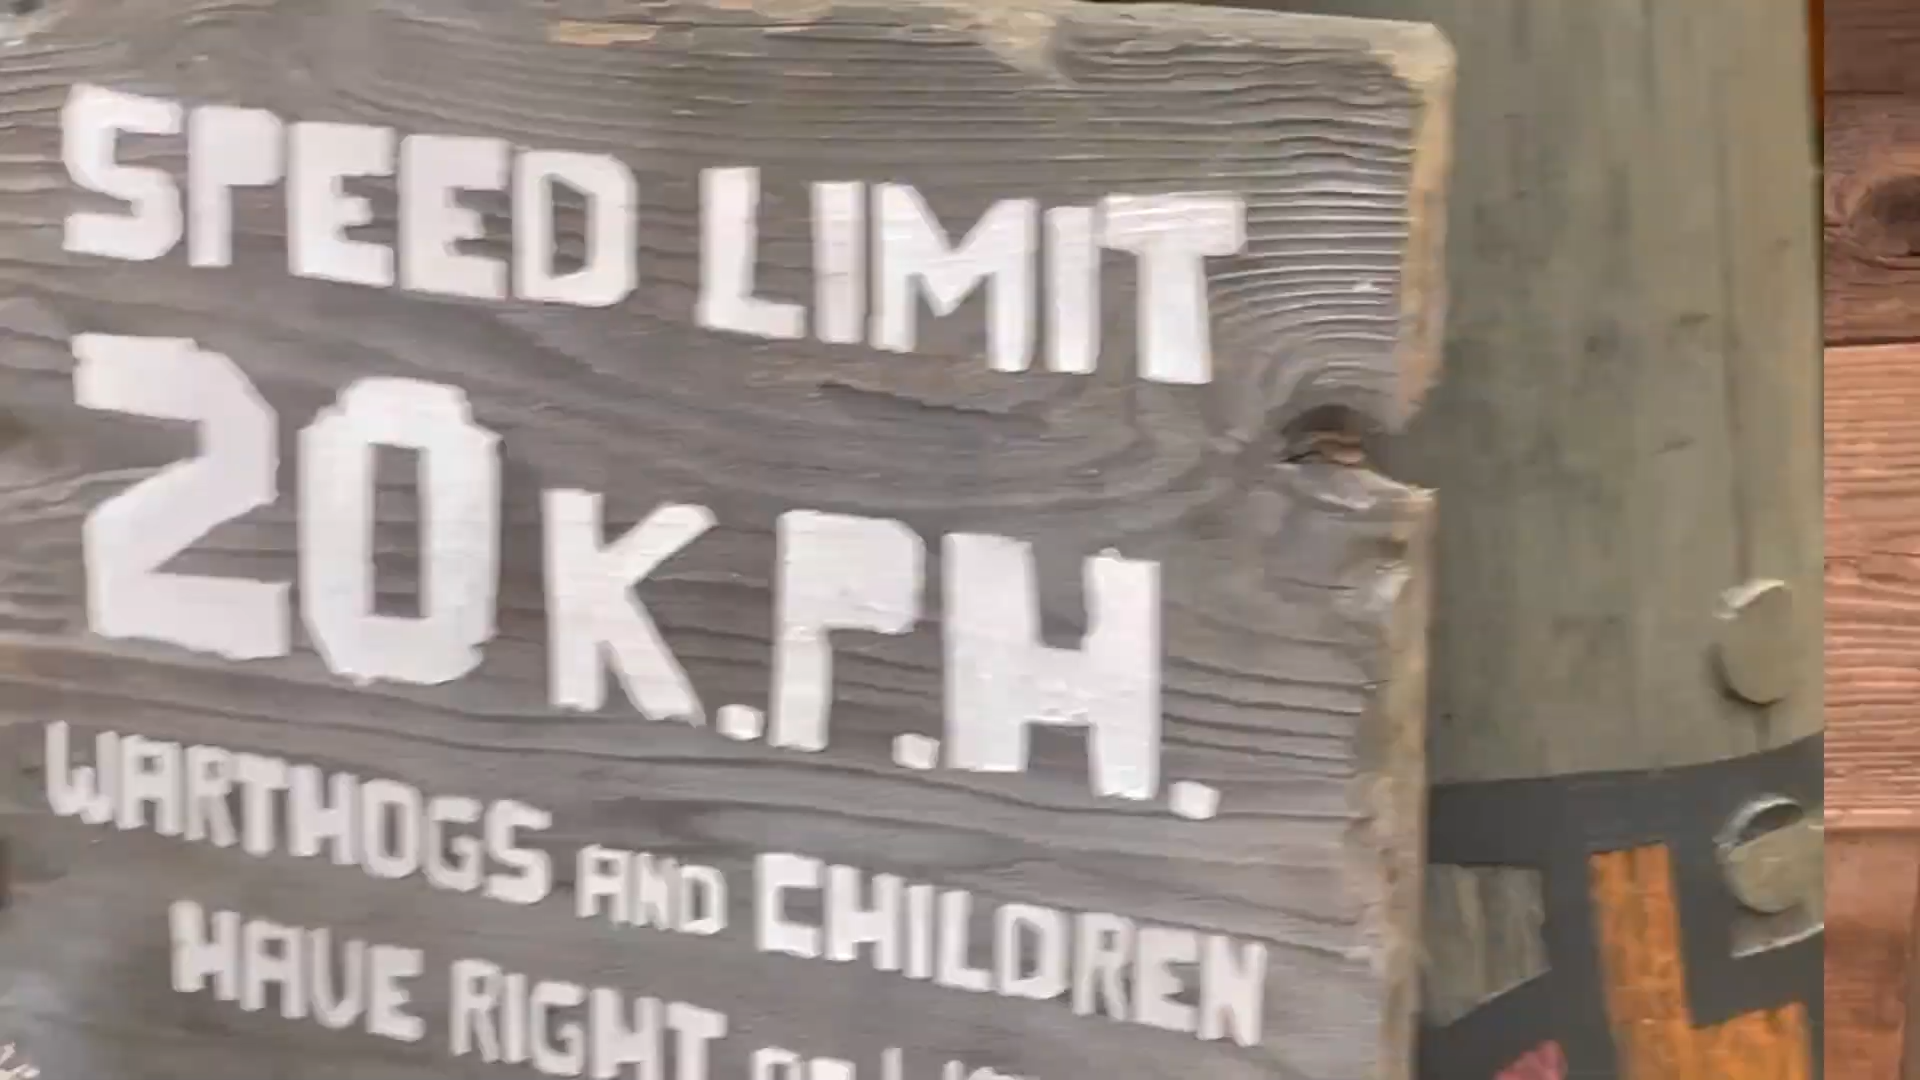 SPEED LIMIT
20 K.P.H.
WARTHOGS AND CHILDREN
HAVE RIGHT